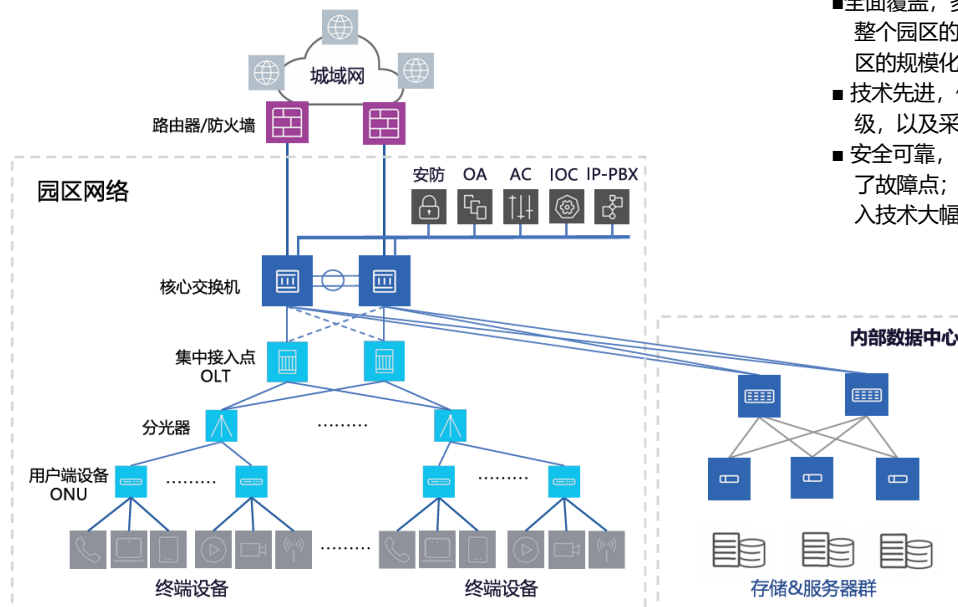 ■全面覆盖，
整个园区的
区的规模化
■ 技术先进，
级，以及采
■ 安全可靠，
了故障点；
入技术大幅
城域网
路由器/防火墙
园区网络
安防 OA AC IOC IP-PBX
核心交换机
集中接入点
OLT
分光器
·········
用户端设备
ONU
·········
·········
·········
终端设备
终端设备
内部数据中心
存储&服务器群